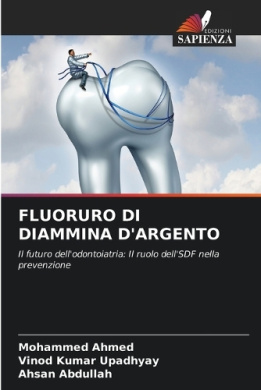 EDIZIONI
SAPIENZA
FLUORURO DI
DIAMMINA D'ARGENTO
Il futuro dell'odontoiatria: Il ruolo dell'SDF nella
prevenzione
Mohammed Ahmed
Vinod Kumar Upadhyay
Ahsan Abdullah